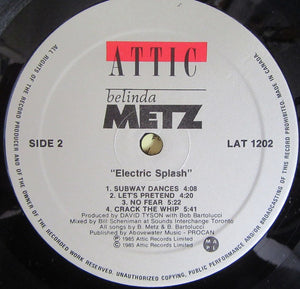 ATTIC
belinda
METZ
SIDE 2
LAT 1202
"Electric Splash"
1. SUBWAY DANCES 4:08
2. LET'S PRETEND 4:20
3. NO FEAR 5:22
4. CRACK THE WHIP 5:41
Produced by DAVID TYSON with Bob Bartolucci
Mixed by Bill Scheniman at Sounds Interchange Toronto
All songs by B. Metz & B. Bartolucci
Published by Abovewater Music - PROCAN
℗ 1985 Attic Records Limited
© 1985 Attic Records Limited
ALL RIGHTS OF THE RECORD PRODUCER AND OF THE OWNER OF THE RECORDED WORK RESERVED. UNAUTHORIZED COPYING, PUBLIC PERFORMANCE AND/OR BROADCASTING OF THIS RECORD PROHIBITED. MADE IN CANADA.